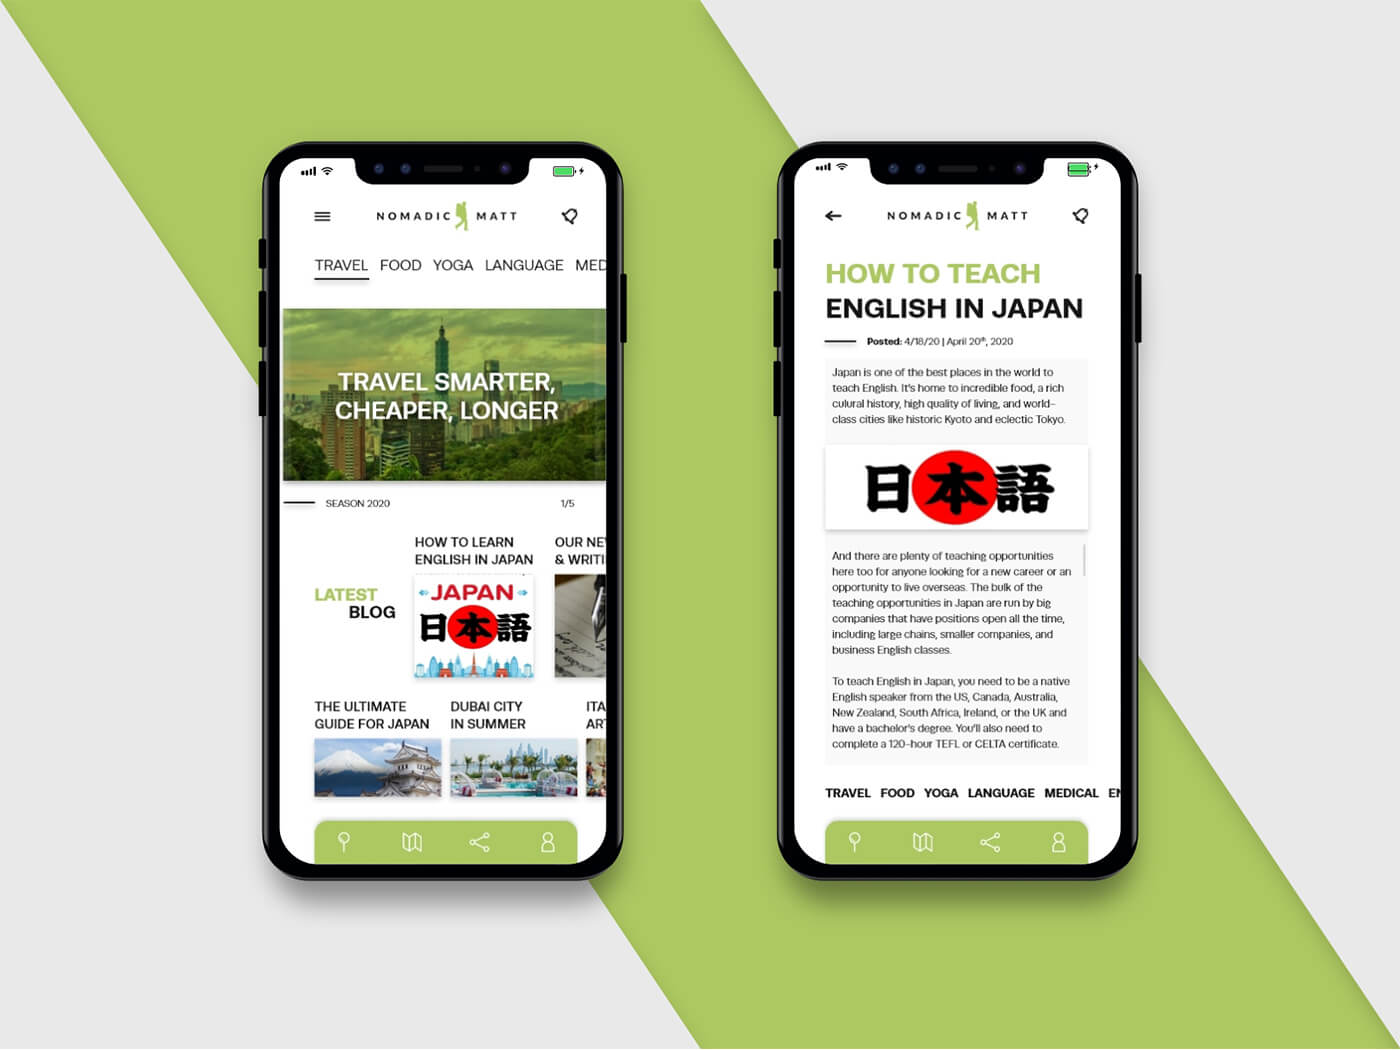 NOMADIC MATT
TRAVEL FOOD YOGA LANGUAGE MED
TRAVEL SMARTER,
CHEAPER, LONGER
SEASON 2020
1/5
LATEST
BLOG
HOW TO LEARN
ENGLISH IN JAPAN
JAPAN
日本語
OUR NE
& WRITI
THE ULTIMATE
GUIDE FOR JAPAN
DUBAI CITY
IN SUMMER
ITA
AR
NOMADIC MATT
HOW TO TEACH
ENGLISH IN JAPAN
Posted: 4/18/20 | April 20th, 2020
Japan is one of the best places in the world to
teach English. It's home to incredible food, a rich
culural history, high quality of living, and world-
class cities like historic Kyoto and eclectic Tokyo.
日本語
And there are plenty of teaching opportunities
here too for anyone looking for a new career or an
opportunity to live overseas. The bulk of the
teaching opportunities in Japan are run by big
companies that have positions open all the time,
including large chains, smaller companies, and
business English classes.
To teach English in Japan, you need to be a native
English speaker from the US, Canada, Australia,
New Zealand, South Africa, Ireland, or the UK and
have a bachelor's degree. You'll also need to
complete a 120-hour TEFL or CELTA certificate.
TRAVEL FOOD YOGA LANGUAGE MEDICAL EN